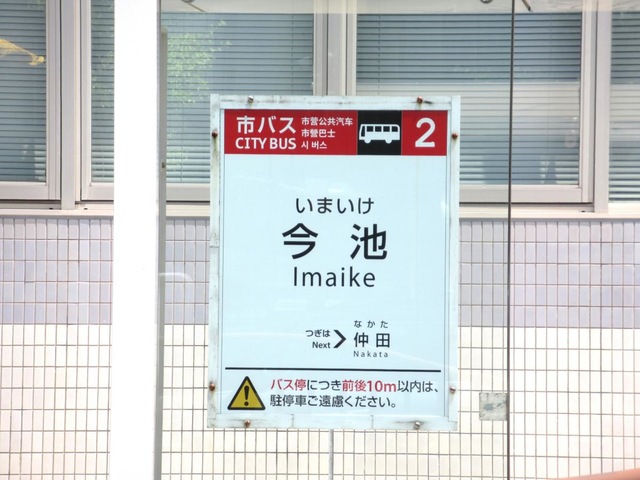 市バス
CITY BUS
市营公共汽车
市營巴士
시 버스
2
いまいけ
今池
Imaike
つぎは
Next
なかた
仲田
Nakata
バス停につき前後10m以内は、
駐停車ご遠慮ください。